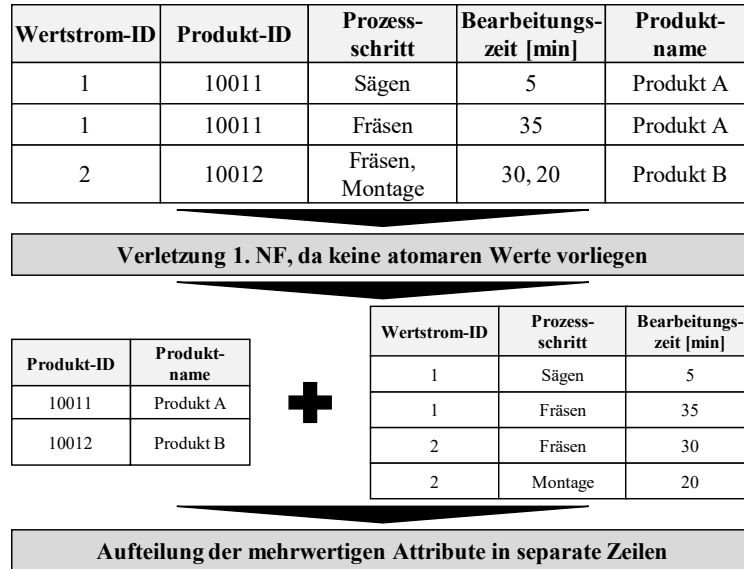 Wertstrom-ID Produkt-ID Prozess-schritt Bearbeitungs-zeit [min] Produkt-name
1 10011 Sägen 5 Produkt A
1 10011 Fräsen 35 Produkt A
2 10012 Fräsen, Montage 30, 20 Produkt B
Verletzung 1. NF, da keine atomaren Werte vorliegen
Produkt-ID Produkt-name
10011 Produkt A
10012 Produkt B
Wertstrom-ID Prozess-schritt Bearbeitungs-zeit [min]
1 Sägen 5
1 Fräsen 35
2 Fräsen 30
2 Montage 20
Aufteilung der mehrwertigen Attribute in separate Zeilen